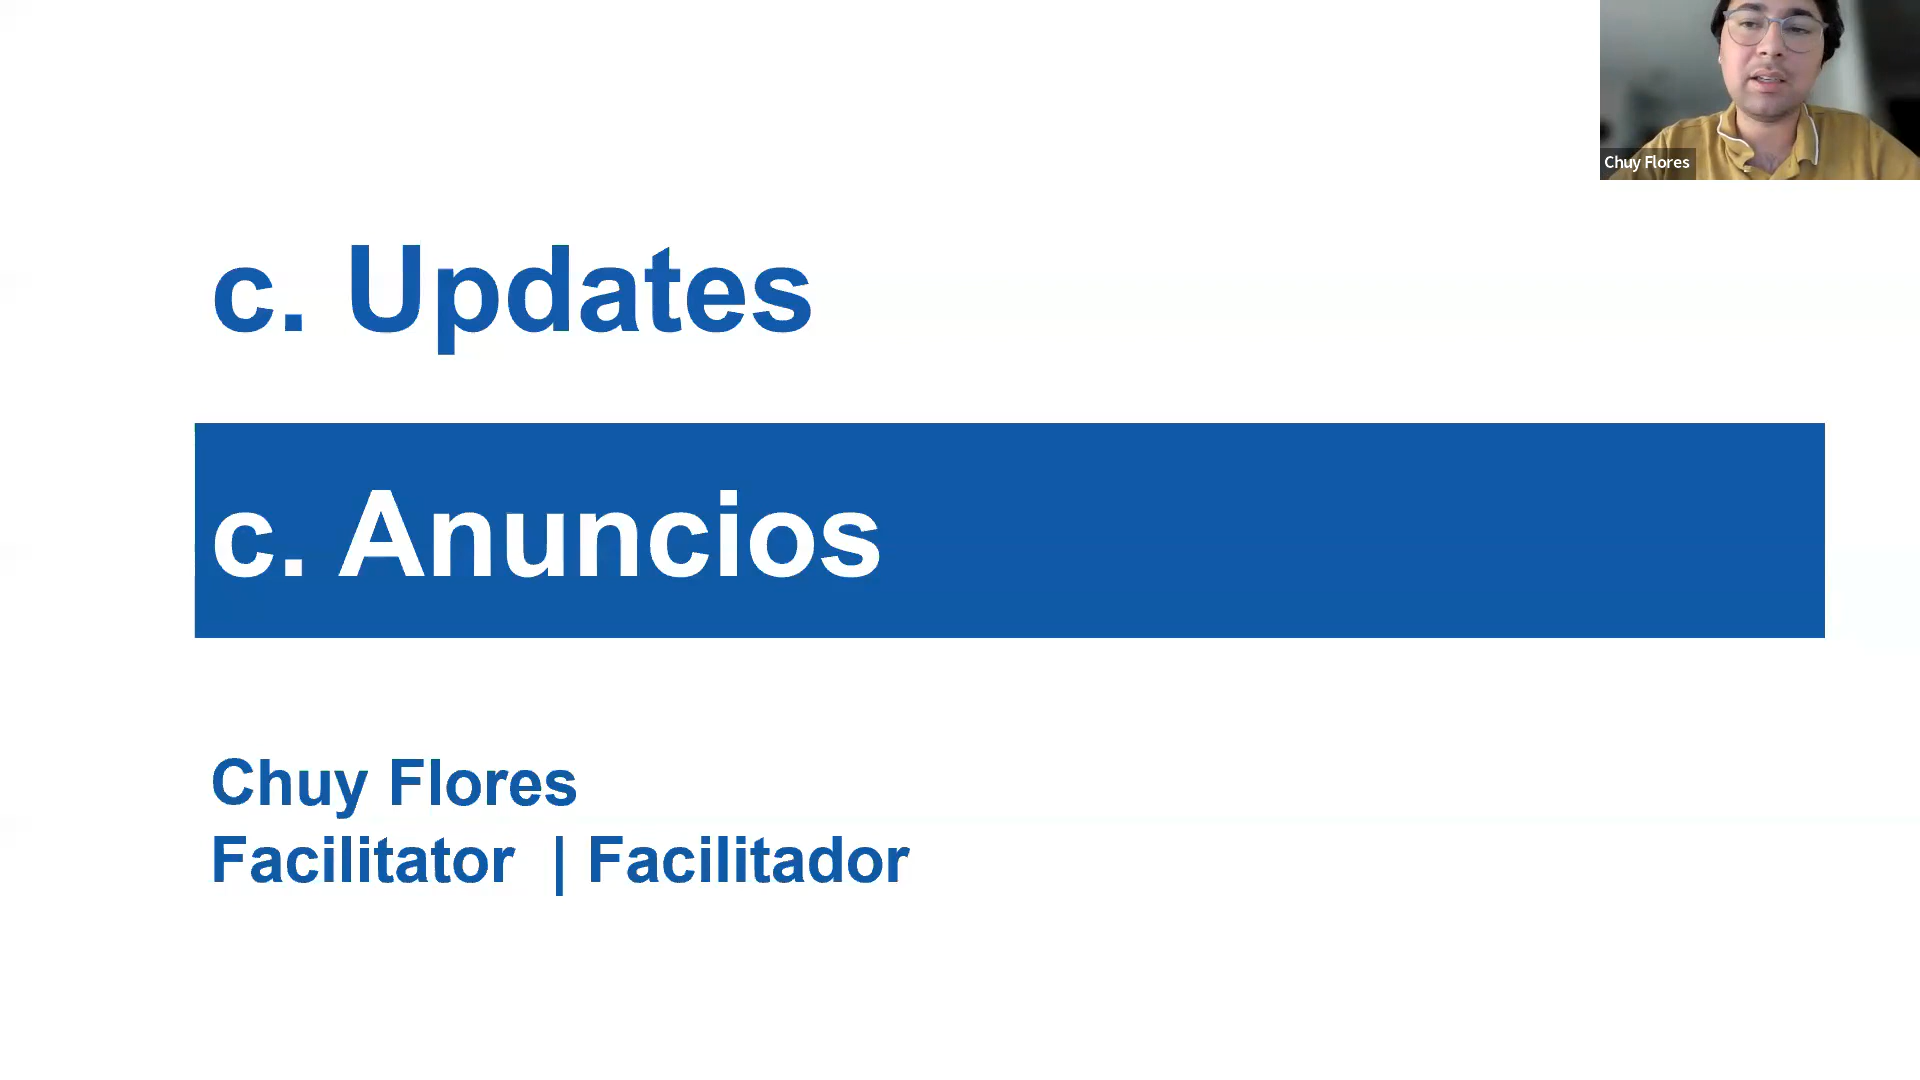 Chuy Flores
c. Updates
c. Anuncios
Chuy Flores
Facilitator | Facilitador